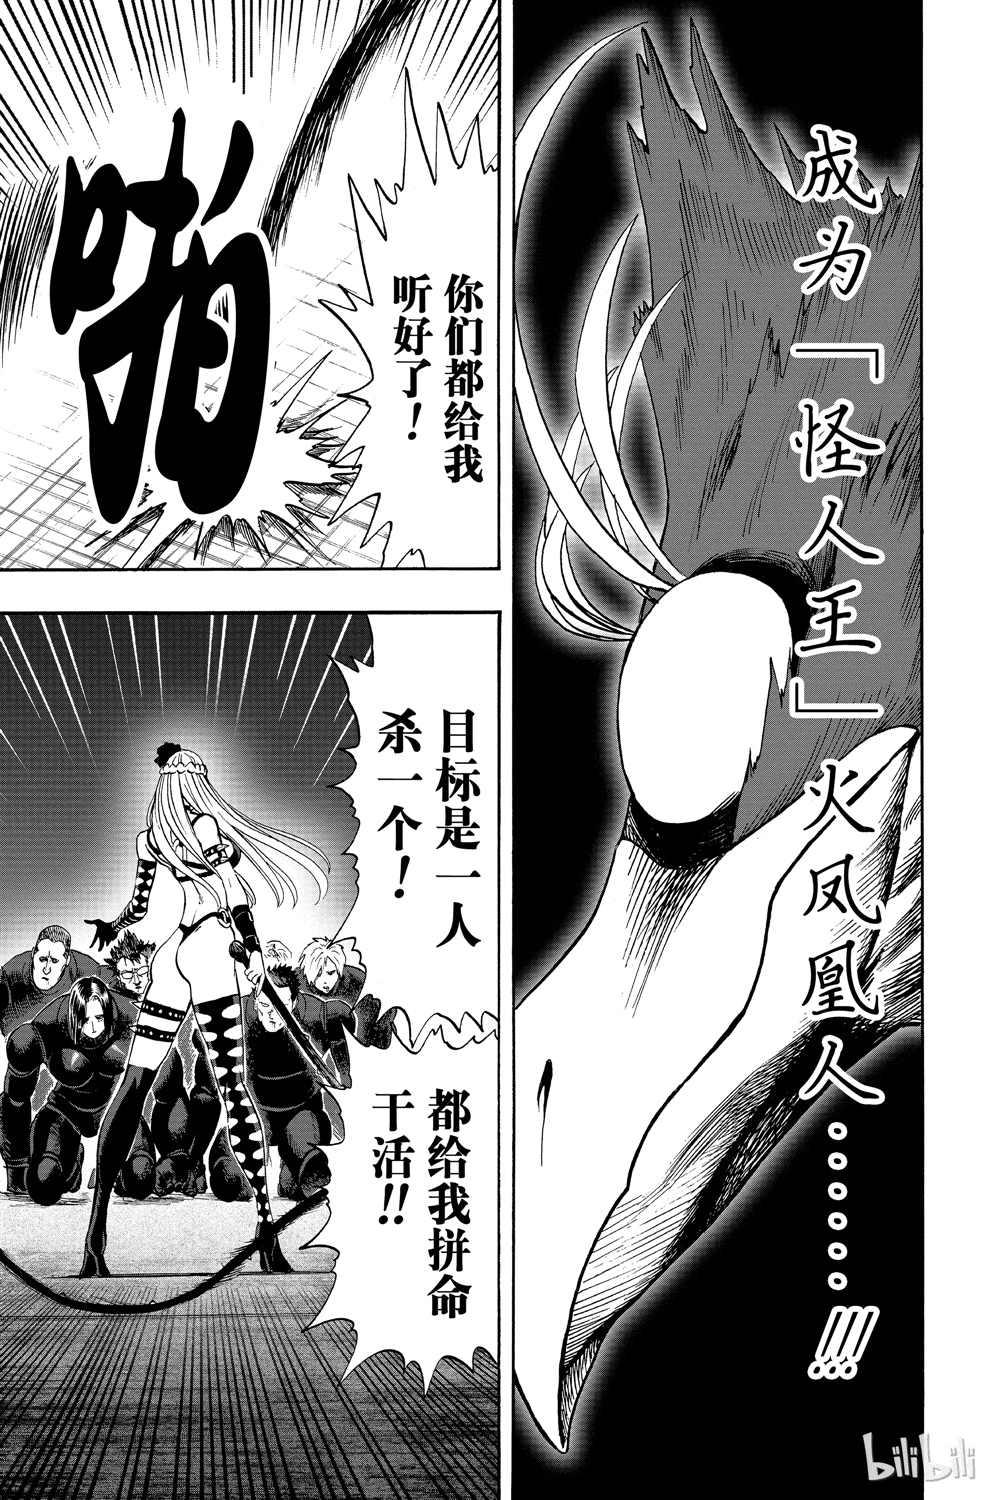 成为「怪人王」火凤凰人……!!!
你们都给我
听好了！
啪
目标是一人
杀一个！
都给我拼命
干活!!
bilibili